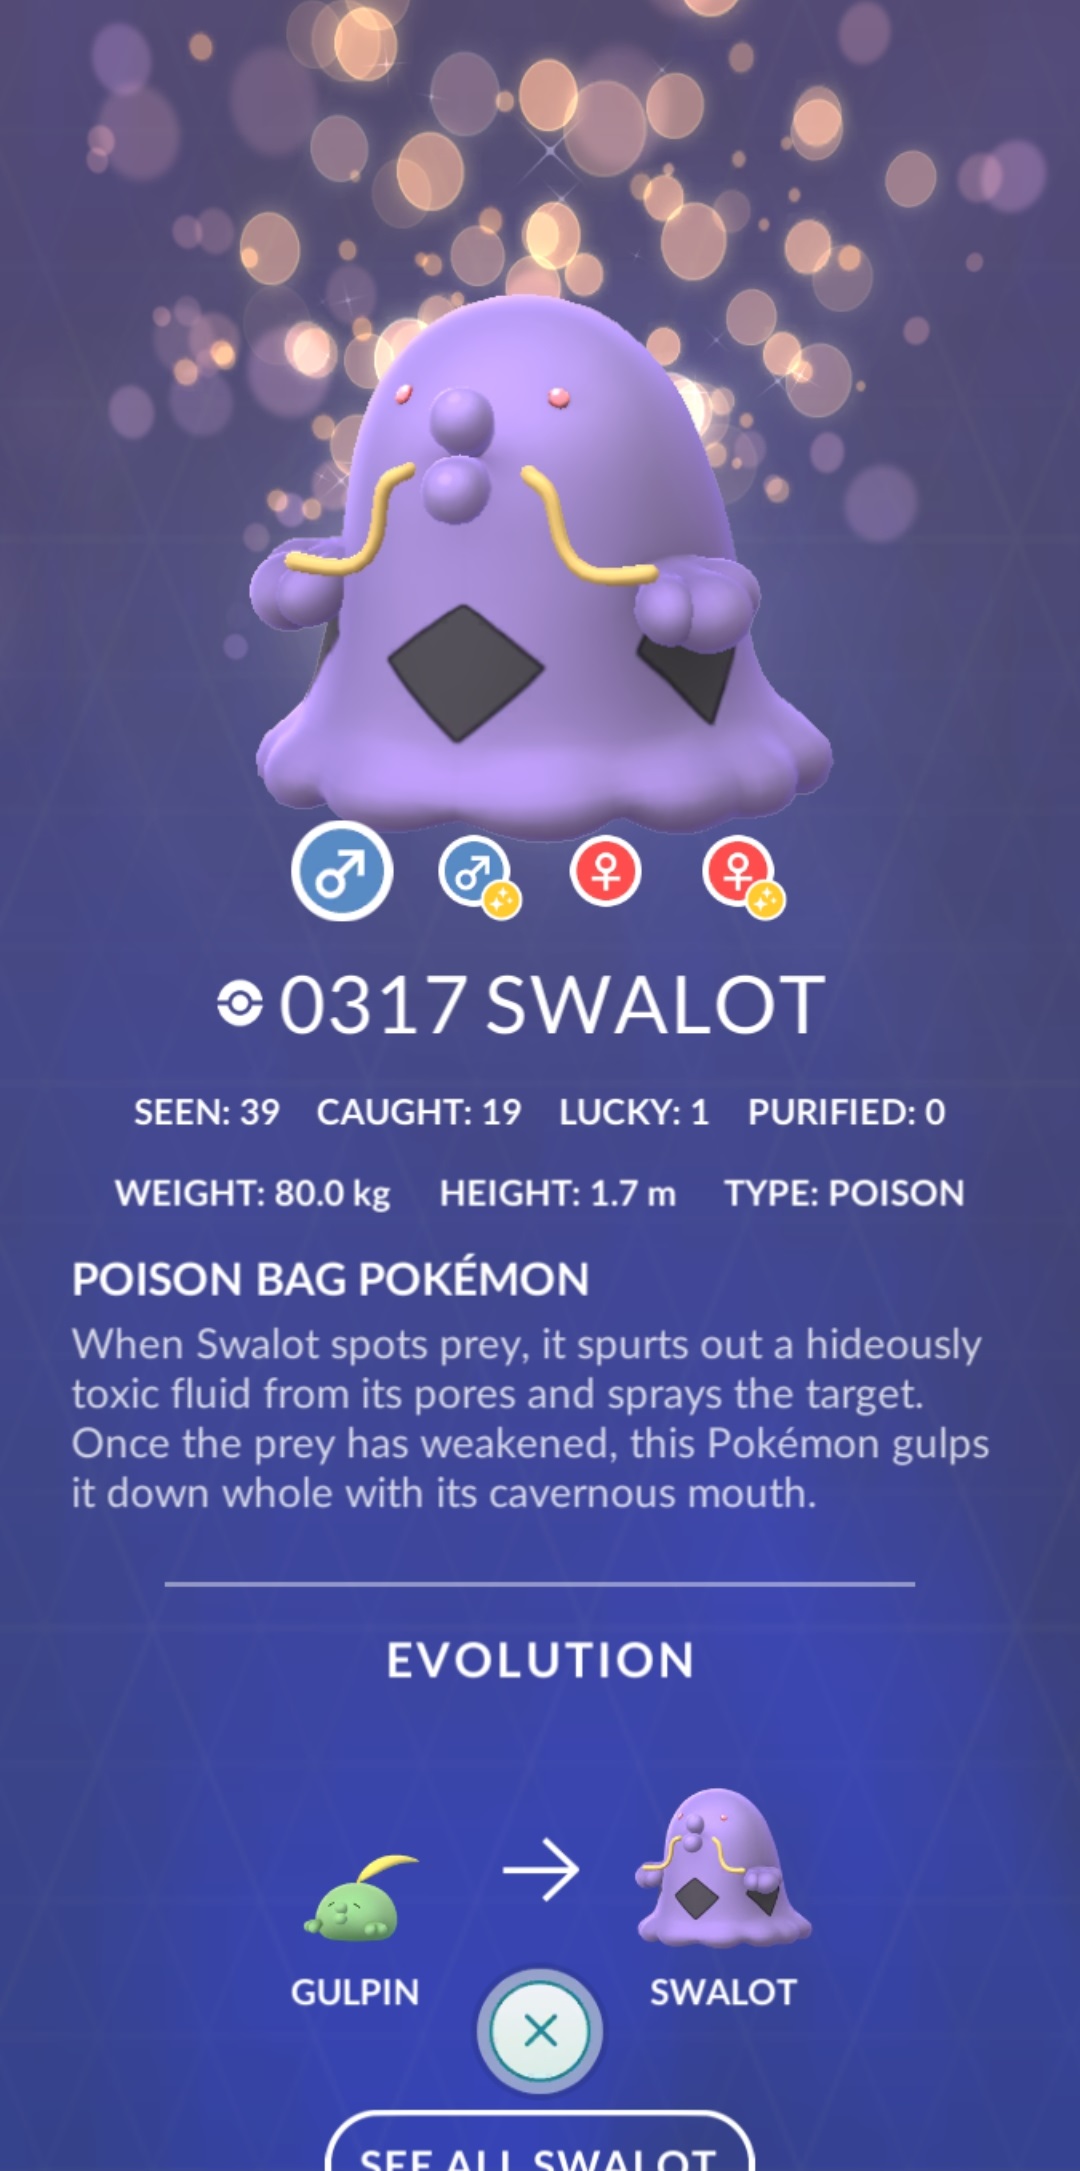 0317 SWALOT
SEEN: 39 CAUGHT: 19 LUCKY: 1 PURIFIED: 0
WEIGHT: 80.0 kg HEIGHT: 1.7 m TYPE: POISON
POISON BAG POKÉMON
When Swalot spots prey, it spurts out a hideously
toxic fluid from its pores and sprays the target.
Once the prey has weakened, this Pokémon gulps
it down whole with its cavernous mouth.
EVOLUTION
GULPIN SWALOT
SEE ALL SWALOT